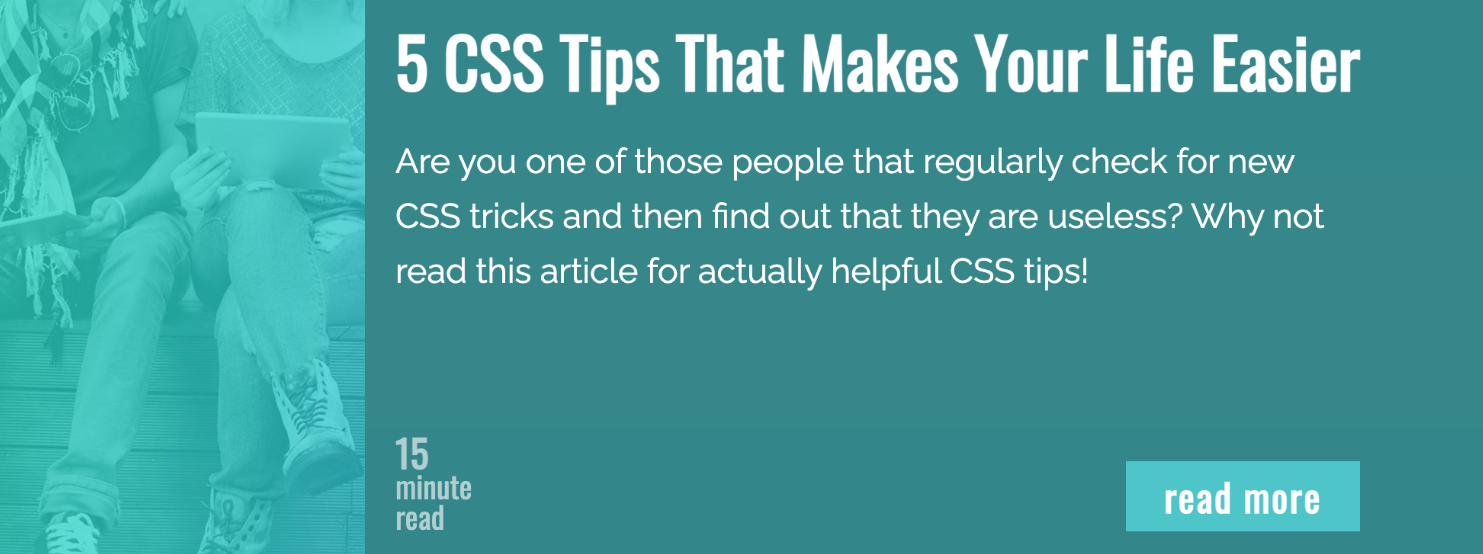 5 CSS Tips That Makes Your Life Easier
Are you one of those people that regularly check for new
CSS tricks and then find out that they are useless? Why not
read this article for actually helpful CSS tips!
15
minute
read
read more